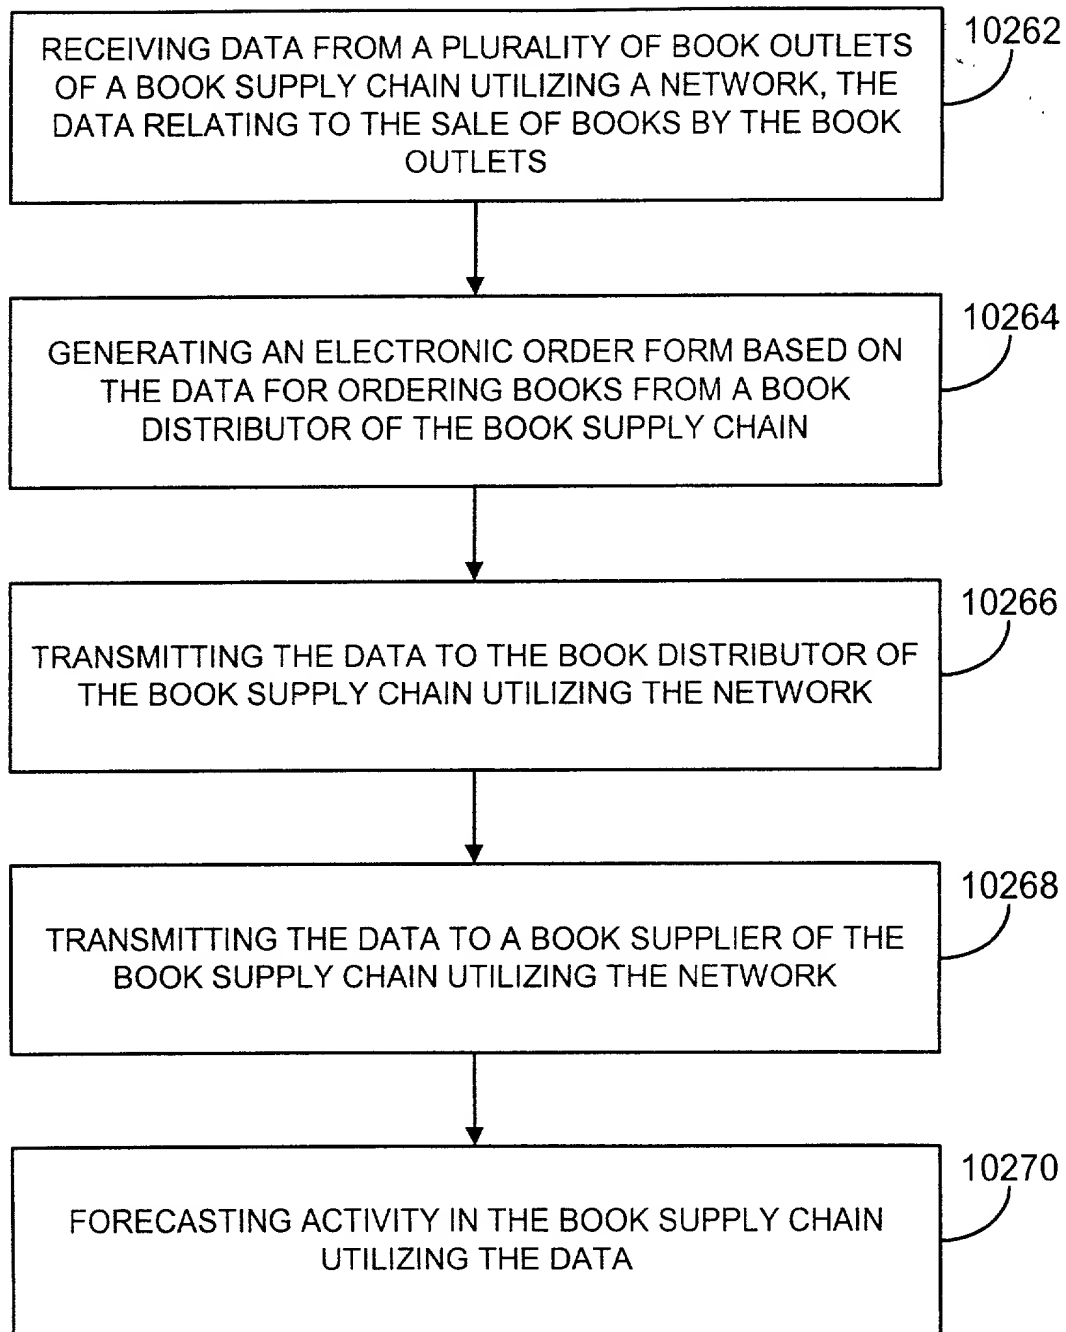 RECEIVING DATA FROM A PLURALITY OF BOOK OUTLETS
OF A BOOK SUPPLY CHAIN UTILIZING A NETWORK, THE
DATA RELATING TO THE SALE OF BOOKS BY THE BOOK
OUTLETS
10262
GENERATING AN ELECTRONIC ORDER FORM BASED ON
THE DATA FOR ORDERING BOOKS FROM A BOOK
DISTRIBUTOR OF THE BOOK SUPPLY CHAIN
10264
TRANSMITTING THE DATA TO THE BOOK DISTRIBUTOR OF
THE BOOK SUPPLY CHAIN UTILIZING THE NETWORK
10266
TRANSMITTING THE DATA TO A BOOK SUPPLIER OF THE
BOOK SUPPLY CHAIN UTILIZING THE NETWORK
10268
FORECASTING ACTIVITY IN THE BOOK SUPPLY CHAIN
UTILIZING THE DATA
10270